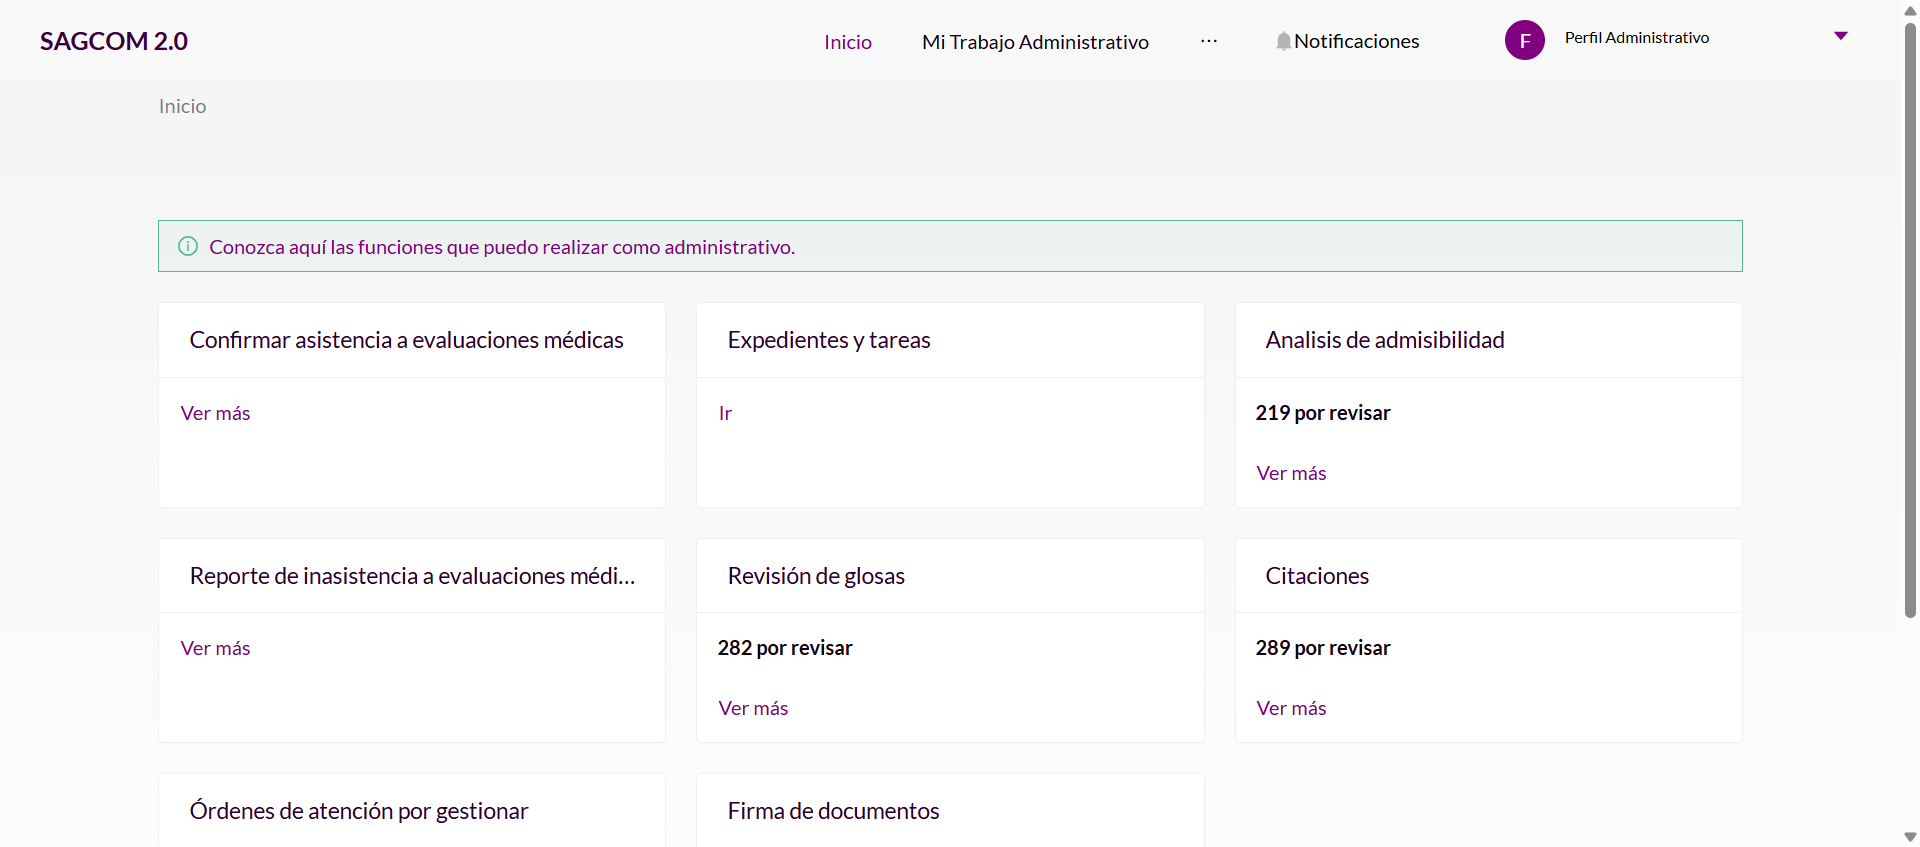 SAGCOM 2.0
Inicio
Mi Trabajo Administrativo
···
Notificaciones
F
Perfil Administrativo
Inicio
Conozca aquí las funciones que puedo realizar como administrativo.
Confirmar asistencia a evaluaciones médicas
Ver más
Expedientes y tareas
Ir
Analisis de admisibilidad
219 por revisar
Ver más
Reporte de inasistencia a evaluaciones médi...
Ver más
Revisión de glosas
282 por revisar
Ver más
Citaciones
289 por revisar
Ver más
Órdenes de atención por gestionar
Firma de documentos